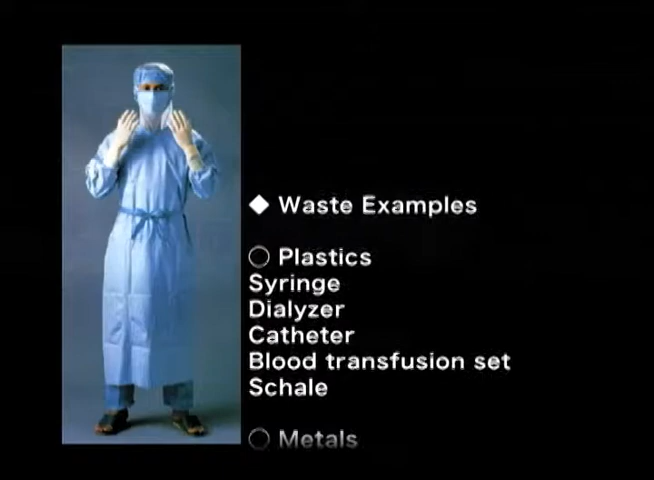 ◆ Waste Examples
○ Plastics
Syringe
Dialyzer
Catheter
Blood transfusion set
Schale
○ Metals